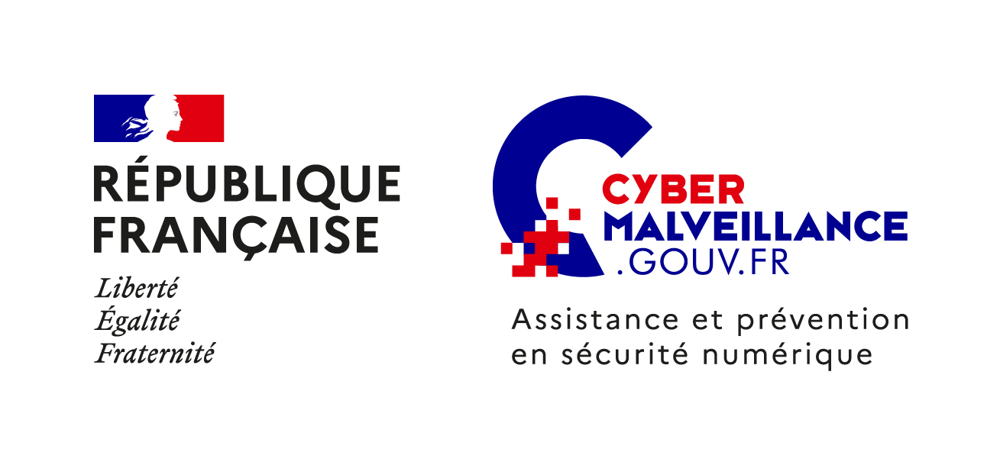 RÉPUBLIQUE
FRANÇAISE
Liberté
Égalité
Fraternité
CYBER
MALVEILLANCE
.GOUV.FR
Assistance et prévention
en sécurité numérique